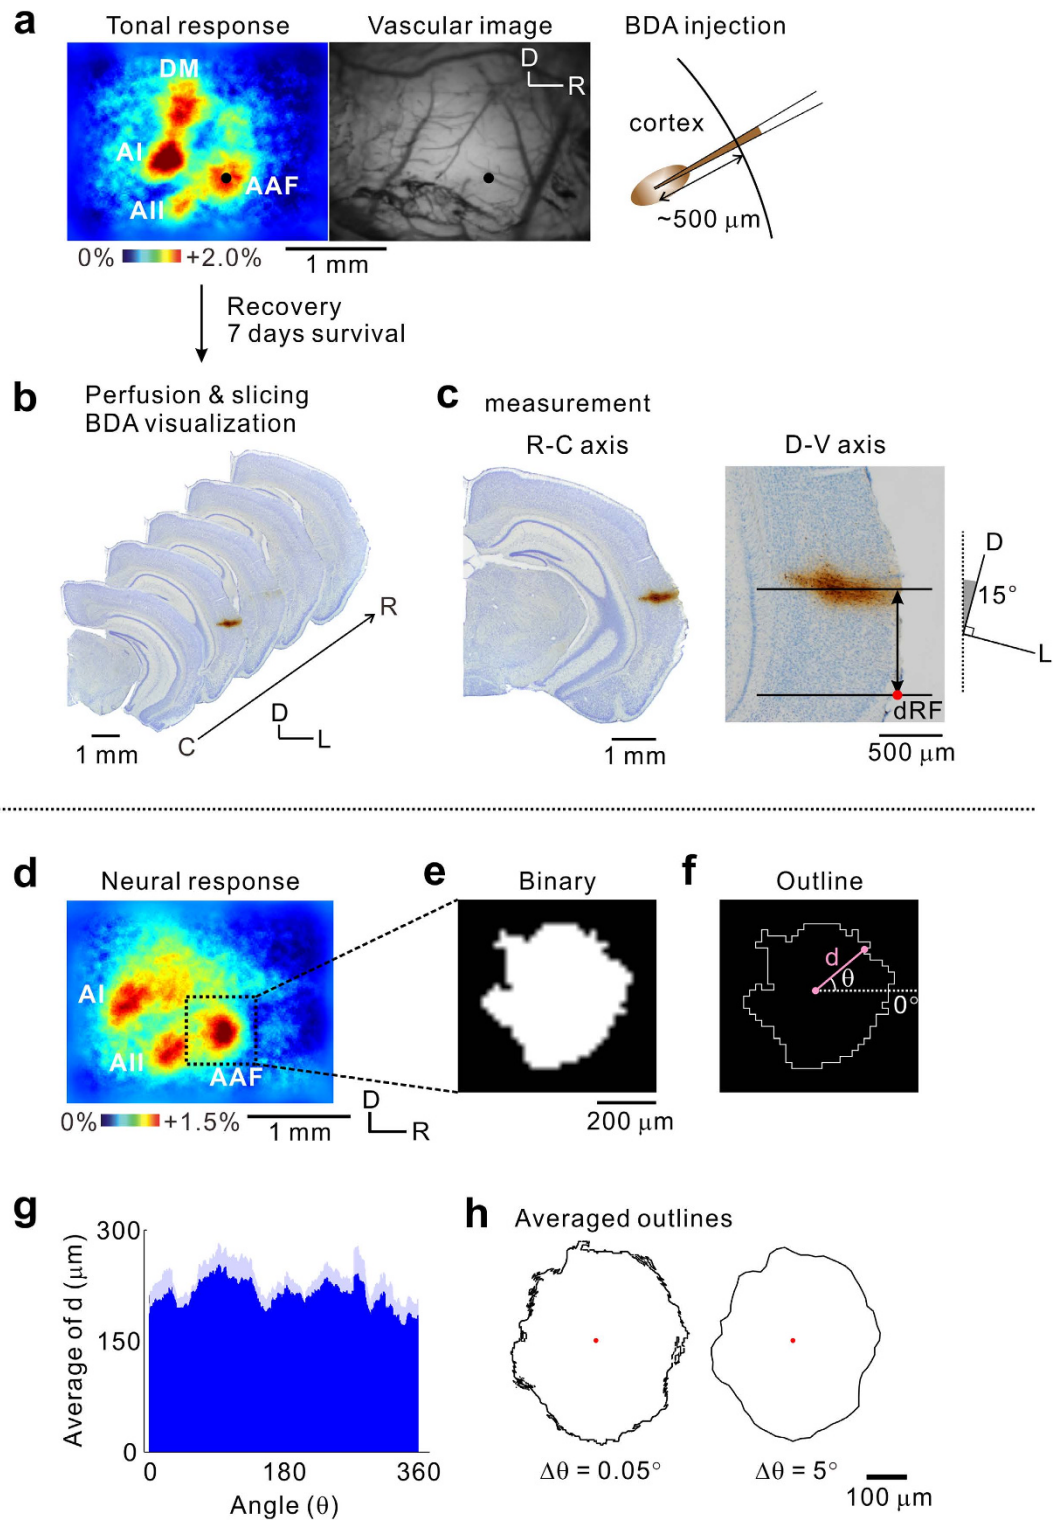 a
Tonal response
Vascular image
BDA injection
DM
AI
AAF
AII
D
R
cortex
~500 μm
0% +2.0%
1 mm
Recovery
7 days survival
b
Perfusion & slicing
BDA visualization
R
C
D
L
1 mm
c
measurement
R-C axis
D-V axis
1 mm
dRF
500 μm
D
15°
L
d
Neural response
AI
AII
AAF
0% +1.5%
1 mm
D
R
e
Binary
200 μm
f
Outline
d
θ
0°
g
Average of d (μm)
300
150
0
0 180 360
Angle (θ)
h
Averaged outlines
Δθ = 0.05°
Δθ = 5°
100 μm